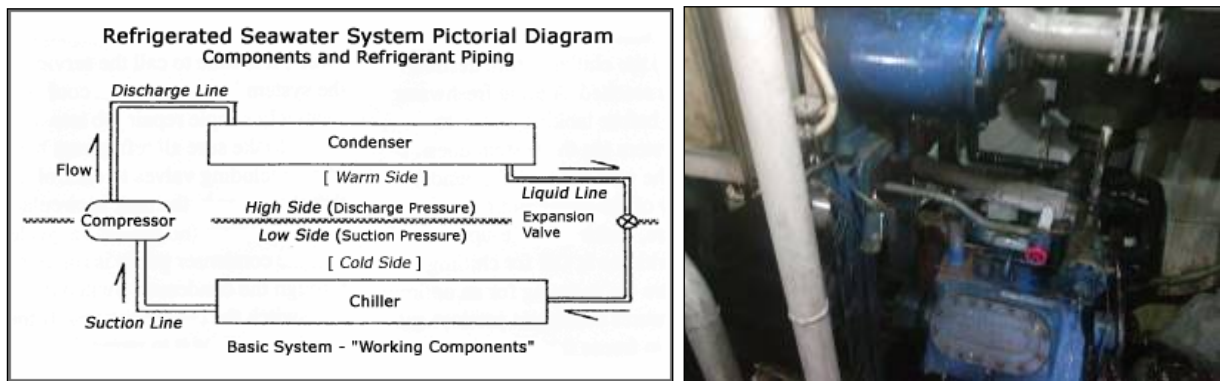 Refrigerated Seawater System Pictorial Diagram
Components and Refrigerant Piping
Discharge Line
Condenser
Flow
[ Warm Side ]
Liquid Line
Compressor
High Side (Discharge Pressure)
Low Side (Suction Pressure)
Expansion
Valve
[ Cold Side ]
Chiller
Suction Line
Basic System - "Working Components"